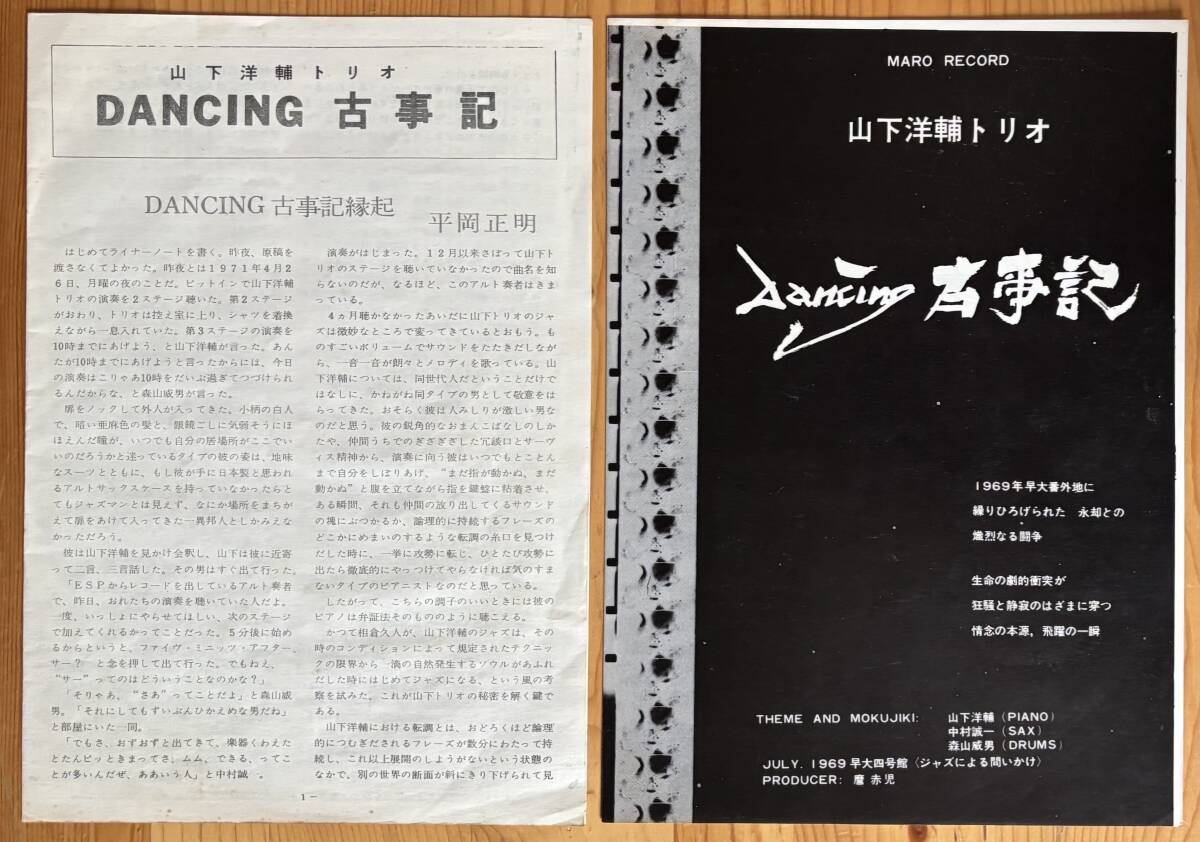 山下洋輔トリオ
DANCING 古事記
DANCING 古事記縁起
平岡正明
はじめてライナーノートを書く。昨夜、原稿を
渡さなくてよかった。昨夜とは1971年4月2
6日、月曜の夜のことだ。ピットインで山下洋輔
トリオの演奏を2ステージ聴いた。第2ステージ
がおわり、トリオは控え室に上り、シャツを着換
えながら一息入れていた。第3ステージの演奏を
10時までにあげよう、と山下洋輔が言った。あん
たが10時までにあげようと言ったからには、今日
の演奏はこりゃあ10時をだいぶ過ぎてつづけられ
るんだからな、と森山威男が言った。
扉をノックして外人が入ってきた。小柄の白人
で、暗い亜麻色の髪と、眼鏡ごしに気弱そうにほ
ほえんだ瞳が、いつでも自分の居場所がここでい
いのだろうかと迷っているタイプの彼の姿は、地味
なスーツとともに、もし彼が手に日本製と思われ
るアルトサックスケースを持っていなかったらと
てもジャズマンとは見えず、なにか場所をまちが
えて扉をあけて入ってきた一異邦人としかみえな
かっただろう。
彼は山下洋輔を見かけ会釈し、山下は彼に近寄
って二言、三言話した。その男はすぐ出て行った。
「ESPからレコードを出しているアルト奏者
で、昨日、おれたちの演奏を聴いていた人だよ。
一度、いっしょにやらせてほしい、次のステージ
で加えてくれるかってことだった。5分後に始め
るからというと、ファイヴ・ミニッツ・アフター、
サー？ と念を押して出て行った。でもねえ、
“サー”ってのはどういうことなのかな？」
「そりゃあ、“さあ”ってことだよ」と森山威
男。「それにしてもずいぶんひかえめな男だね」
と部屋にいた一同。
「でもさ、おずおずと出てきて、楽器くわえた
とたんピッときまってさ、ムム、できる、ってこ
とが多いんだぜ、ああいう人」と中村誠一。
演奏がはじまった。12月以来さぼって山下ト
リオのステージを聴いていなかったので曲名を知
らないのだが、なるほど、このアルト奏者はきま
っている。
4ヵ月聴かなかったあいだに山下トリオのジャ
ズは微妙なところで変ってきているとおもう。も
のすごいボリュームでサウンドをたたきだしなが
ら、一音一音が朗々とメロディを歌っている。山
下洋輔については、同世代人だということだけで
はなしに、かねがね同タイプの男として敬意をは
らってきた。おそらく彼は人みしりが激しい男な
のだと思う。彼の鋭角的なおまんこばなしのしか
たや、仲間うちでのぎざぎざした冗談口とサーヴ
ィス精神から、演奏に向う彼はいつでもとことん
まで自分をしぼりあげ、“まだ指が動かぬ、まだ
動かぬ”と腹を立てながら指を鍵盤に粘着させ、
ある瞬間、それも仲間の放り出してくるサウンド
の塊にぶつかるか、論理的に持続するフレーズの
どこかにめまいのするような転調の糸口を見つけ
だした時に、一挙に攻勢に転じ、ひとたび攻勢に
出たら徹底的にやっつけてやらなければ気のすま
ないタイプのピアニストなのだと思っている。
したがって、こちらの調子のいいときには彼の
ピアノは弁証法そのもののように聴こえる。
かつて相倉久人が、山下洋輔のジャズは、その
時のコンディションによって規定されたテクニッ
クの限界から一滴の自然発生するソウルがあふれ
だした時にはじめてジャズになる、という風の考
察を試みた。これが山下トリオの秘密を解く鍵で
ある。
山下洋輔における転調とは、おどろくほど論理
的につむぎだされるフレーズが数分にわたって持
続し、これ以上展開のしようがないという状態の
なかで、別の世界の断面が斜にきり下げられて見
1－
MARO RECORD
山下洋輔トリオ
Dancing 古事記
1969年早大番外地に
繰りひろげられた 永却との
熾烈なる闘争
生命の劇的衝突が
狂騒と静寂のはざまに穿つ
情念の本源，飛躍の一瞬
THEME AND MOKUJIKI: 山下洋輔（PIANO）
中村誠一（SAX）
森山威男（DRUMS）
JULY. 1969 早大四号館〈ジャズによる問いかけ〉
PRODUCER: 麿 赤児